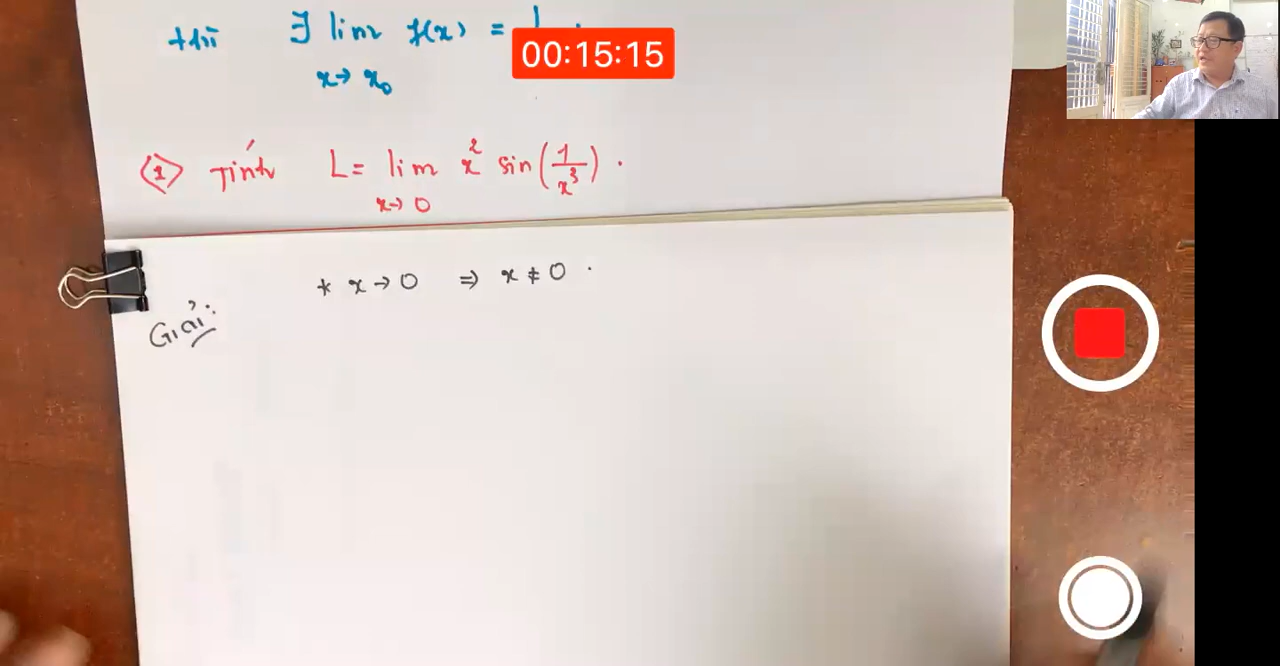 thì ∃ lim f(x) = L.
x→ x₀
00:15:15
⟨1⟩ Tính L = lim x² sin(1/x³).
x→ 0
* x → 0 ⇒ x ≠ 0.
Giải: